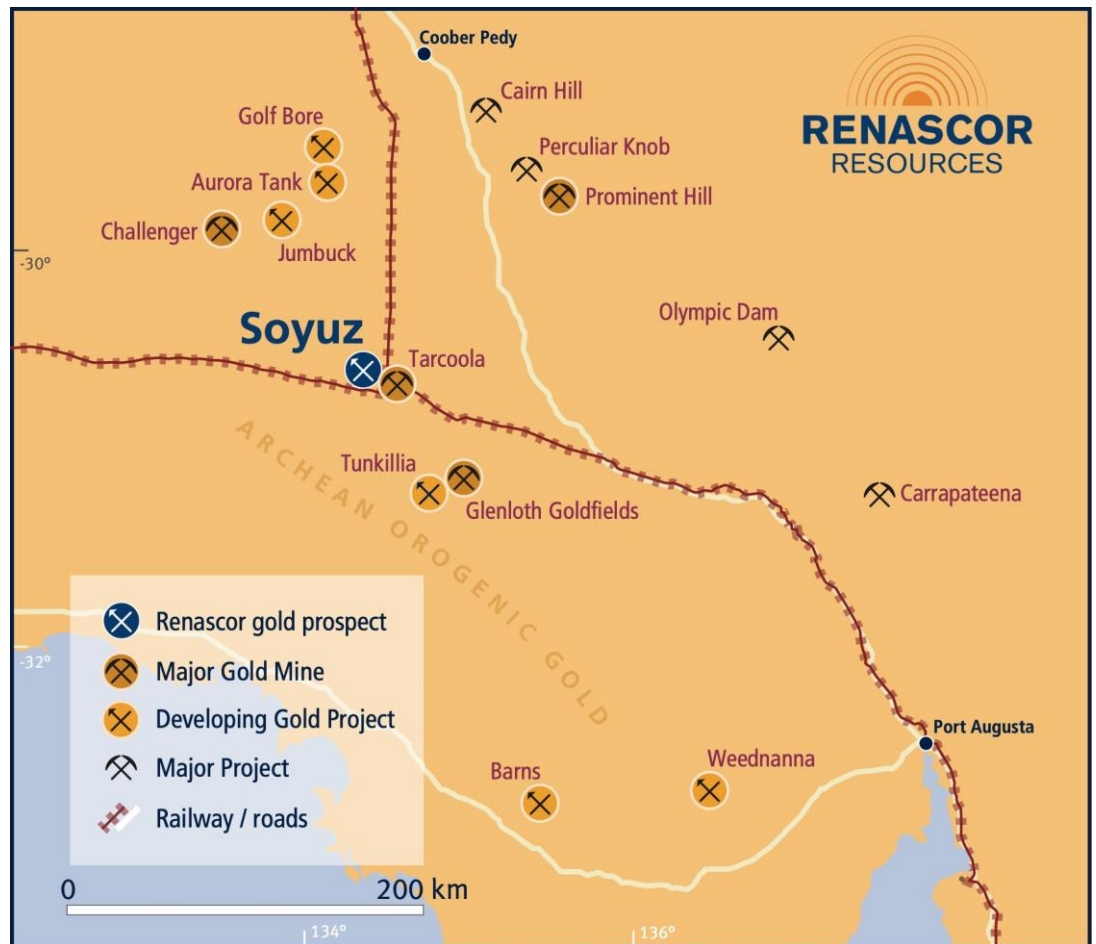 Coober Pedy
Cairn Hill
Golf Bore
RENASCOR
RESOURCES
Perculiar Knob
Aurora Tank
Prominent Hill
Challenger
Jumbuck
-30°
Olympic Dam
Soyuz
Tarcoola
ARCHEAN OROGENIC GOLD
Tunkillia
Glenloth Goldfields
Carrapateena
Renascor gold prospect
-32°
Major Gold Mine
Developing Gold Project
Port Augusta
Major Project
Barns
Weednanna
Railway / roads
0 200 km
134° 136°